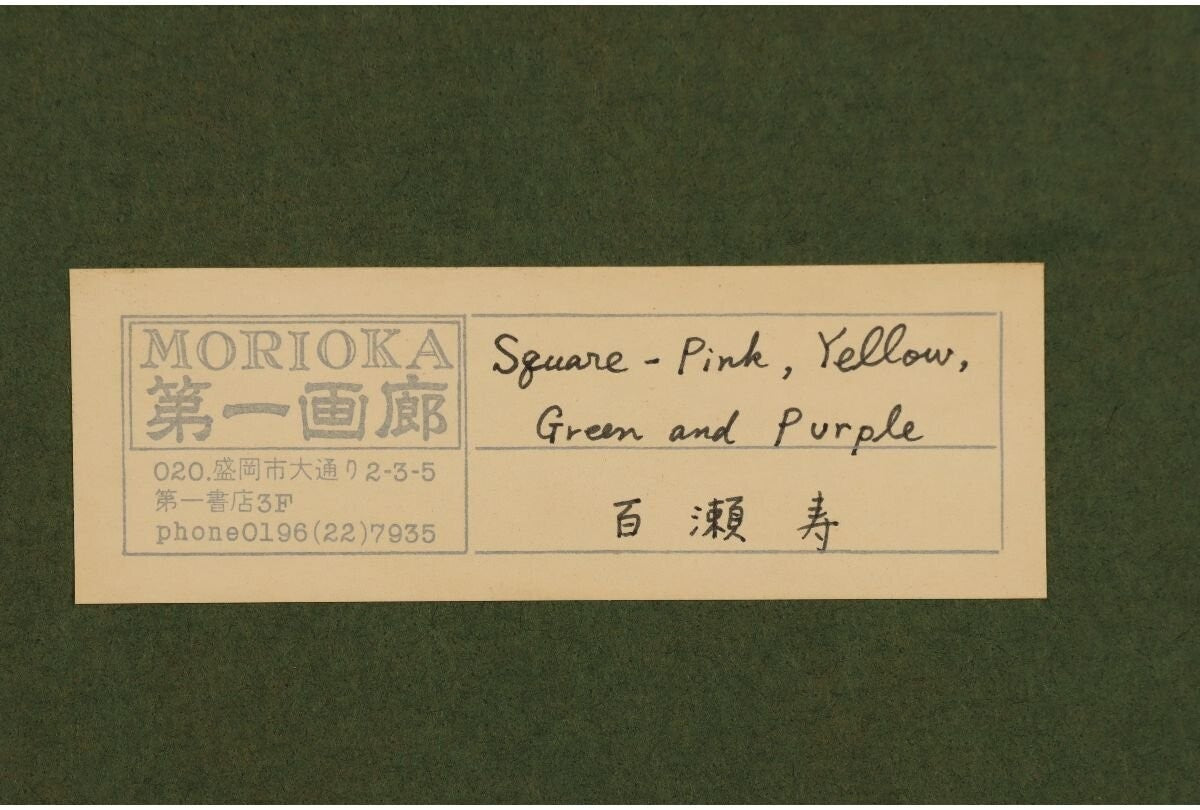 MORIOKA
第一画廊
020.盛岡市大通り2-3-5
第一書店3F
phone0196(22)7935
Square - Pink, Yellow,
Green and Purple
百瀬寿